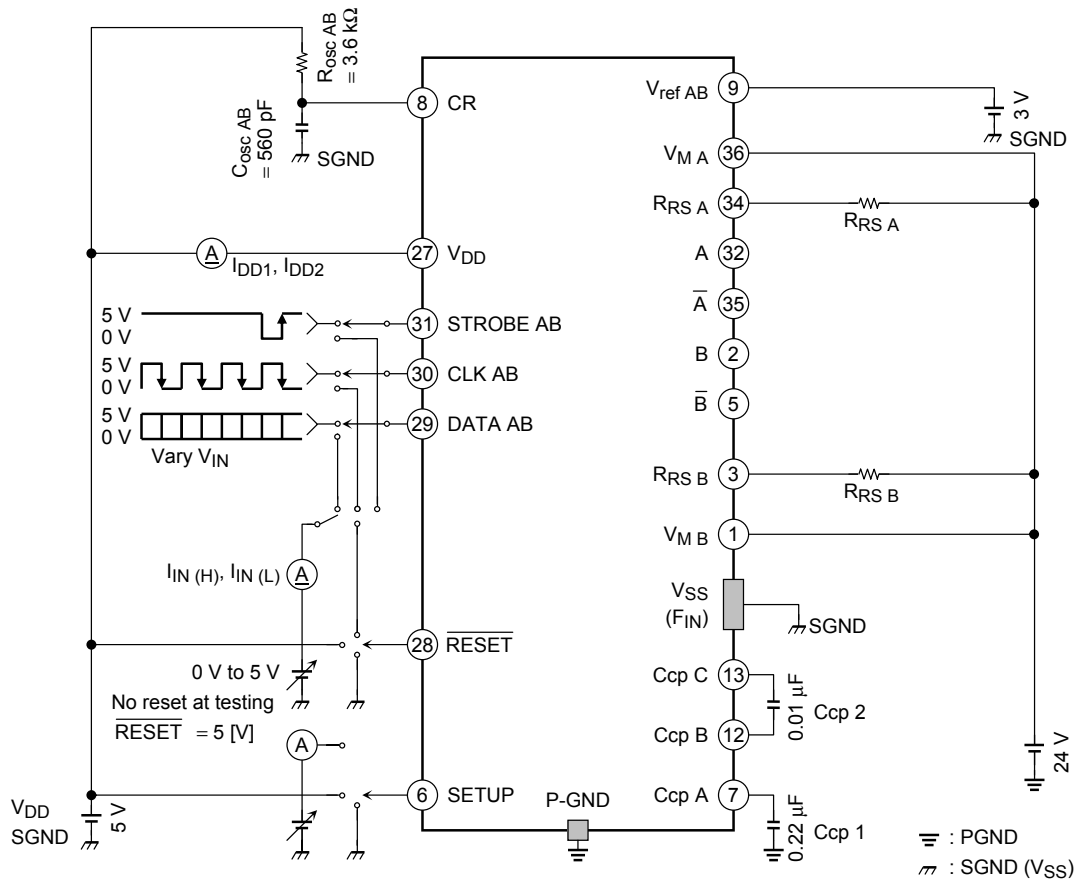 R_osc AB
= 3.6 kΩ
C_osc AB
= 560 pF
SGND
8
CR
A
I_DD1, I_DD2
27
V_DD
5 V
0 V
31
STROBE AB
5 V
0 V
30
CLK AB
5 V
0 V
29
DATA AB
Vary V_IN
I_IN (H), I_IN (L)
A
28
R̅E̅S̅E̅T̅
0 V to 5 V
No reset at testing
R̅E̅S̅E̅T̅ = 5 [V]
A
6
SETUP
V_DD
SGND
5 V
P-GND
V_ref AB
9
3 V
SGND
V_M A
36
R_RS A
34
R_RS A
A
32
A̅
35
B
2
B̅
5
R_RS B
3
R_RS B
V_M B
1
V_SS
(F_IN)
SGND
Ccp C
13
0.01 μF
Ccp 2
Ccp B
12
24 V
Ccp A
7
0.22 μF
Ccp 1
: PGND
: SGND (V_SS)